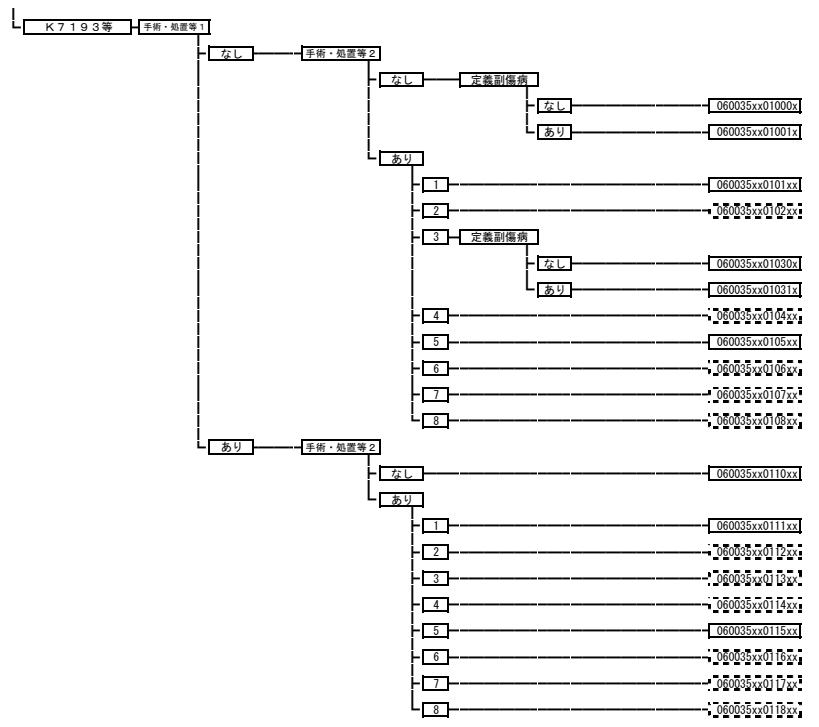 K7193等 手術・処置等1
なし 手術・処置等2
なし 定義副傷病
なし 060035xx01000x
あり 060035xx01001x
あり
1 060035xx0101xx
2 060035xx0102xx
3 定義副傷病
なし 060035xx01030x
あり 060035xx01031x
4 060035xx0104xx
5 060035xx0105xx
6 060035xx0106xx
7 060035xx0107xx
8 060035xx0108xx
あり 手術・処置等2
なし 060035xx0110xx
あり
1 060035xx0111xx
2 060035xx0112xx
3 060035xx0113xx
4 060035xx0114xx
5 060035xx0115xx
6 060035xx0116xx
7 060035xx0117xx
8 060035xx0118xx